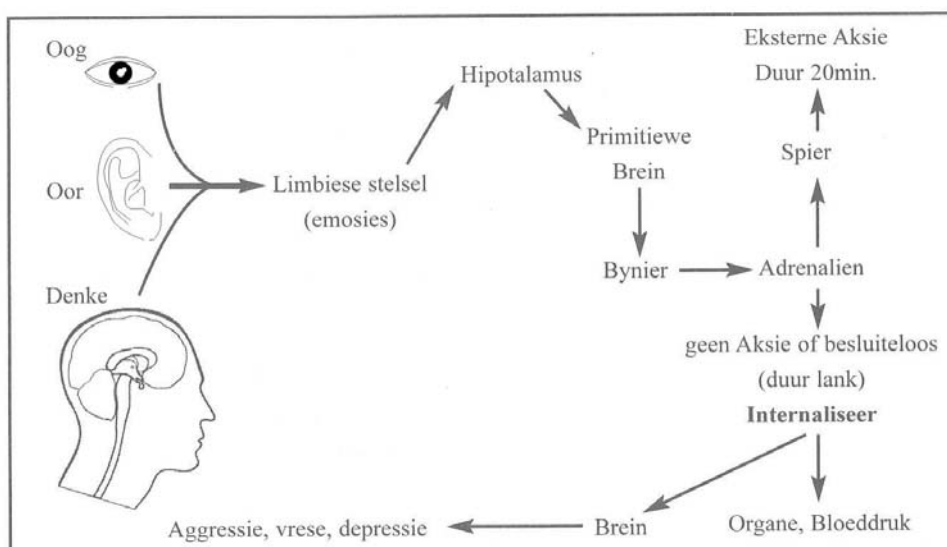 Oog
Oor
Denke
Limbiese stelsel
(emosies)
Hipotalamus
Primitiewe
Brein
Bynier
Adrenalien
Spier
Eksterne Aksie
Duur 20min.
geen Aksie of besluiteloos
(duur lank)
Internaliseer
Organe, Bloeddruk
Brein
Aggressie, vrese, depressie